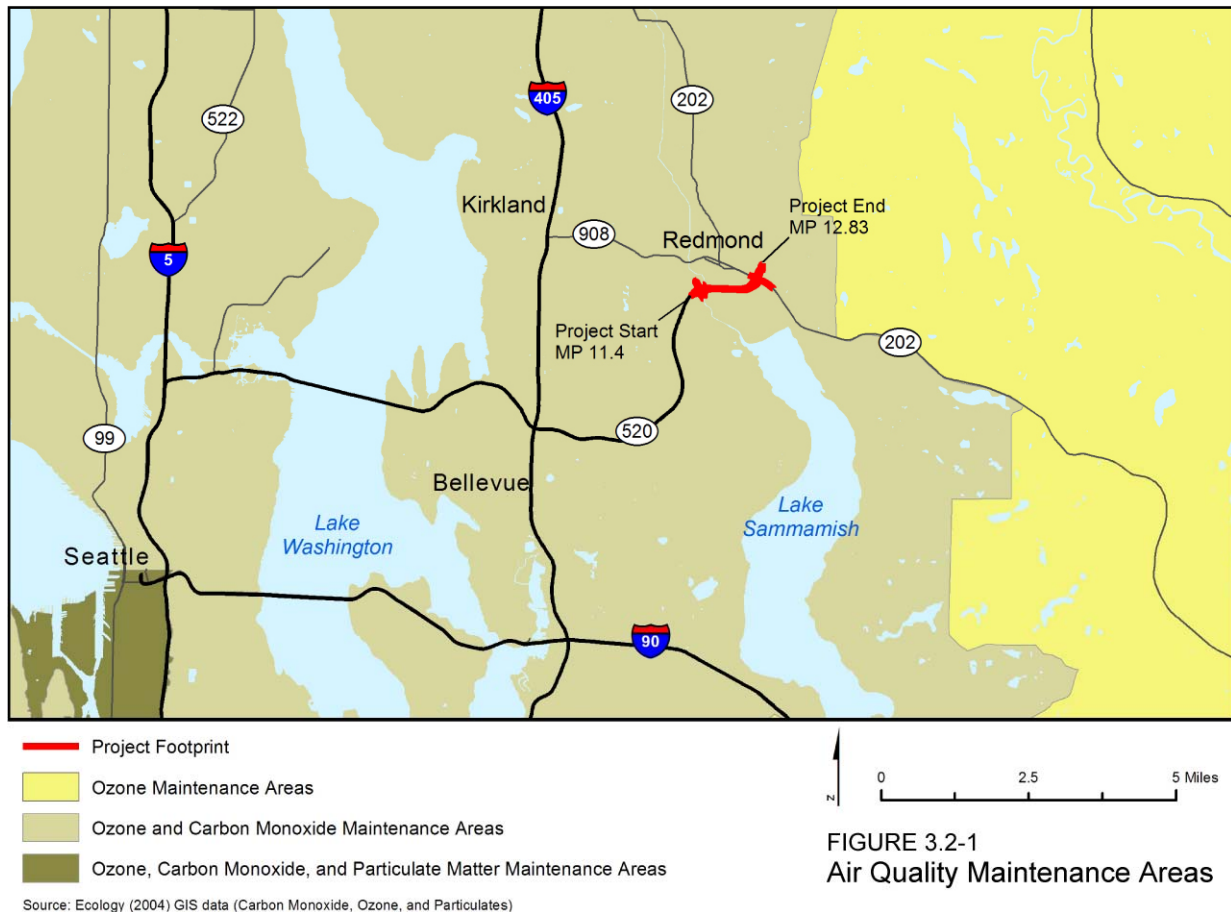 405
202
522
Kirkland
Project End
MP 12.83
908
Redmond
5
Project Start
MP 11.4
202
99
520
Bellevue
Lake
Washington
Lake
Sammamish
Seattle
90
Project Footprint
Ozone Maintenance Areas
Ozone and Carbon Monoxide Maintenance Areas
Ozone, Carbon Monoxide, and Particulate Matter Maintenance Areas
Source: Ecology (2004) GIS data (Carbon Monoxide, Ozone, and Particulates)
N
0 2.5 5 Miles
FIGURE 3.2-1
Air Quality Maintenance Areas